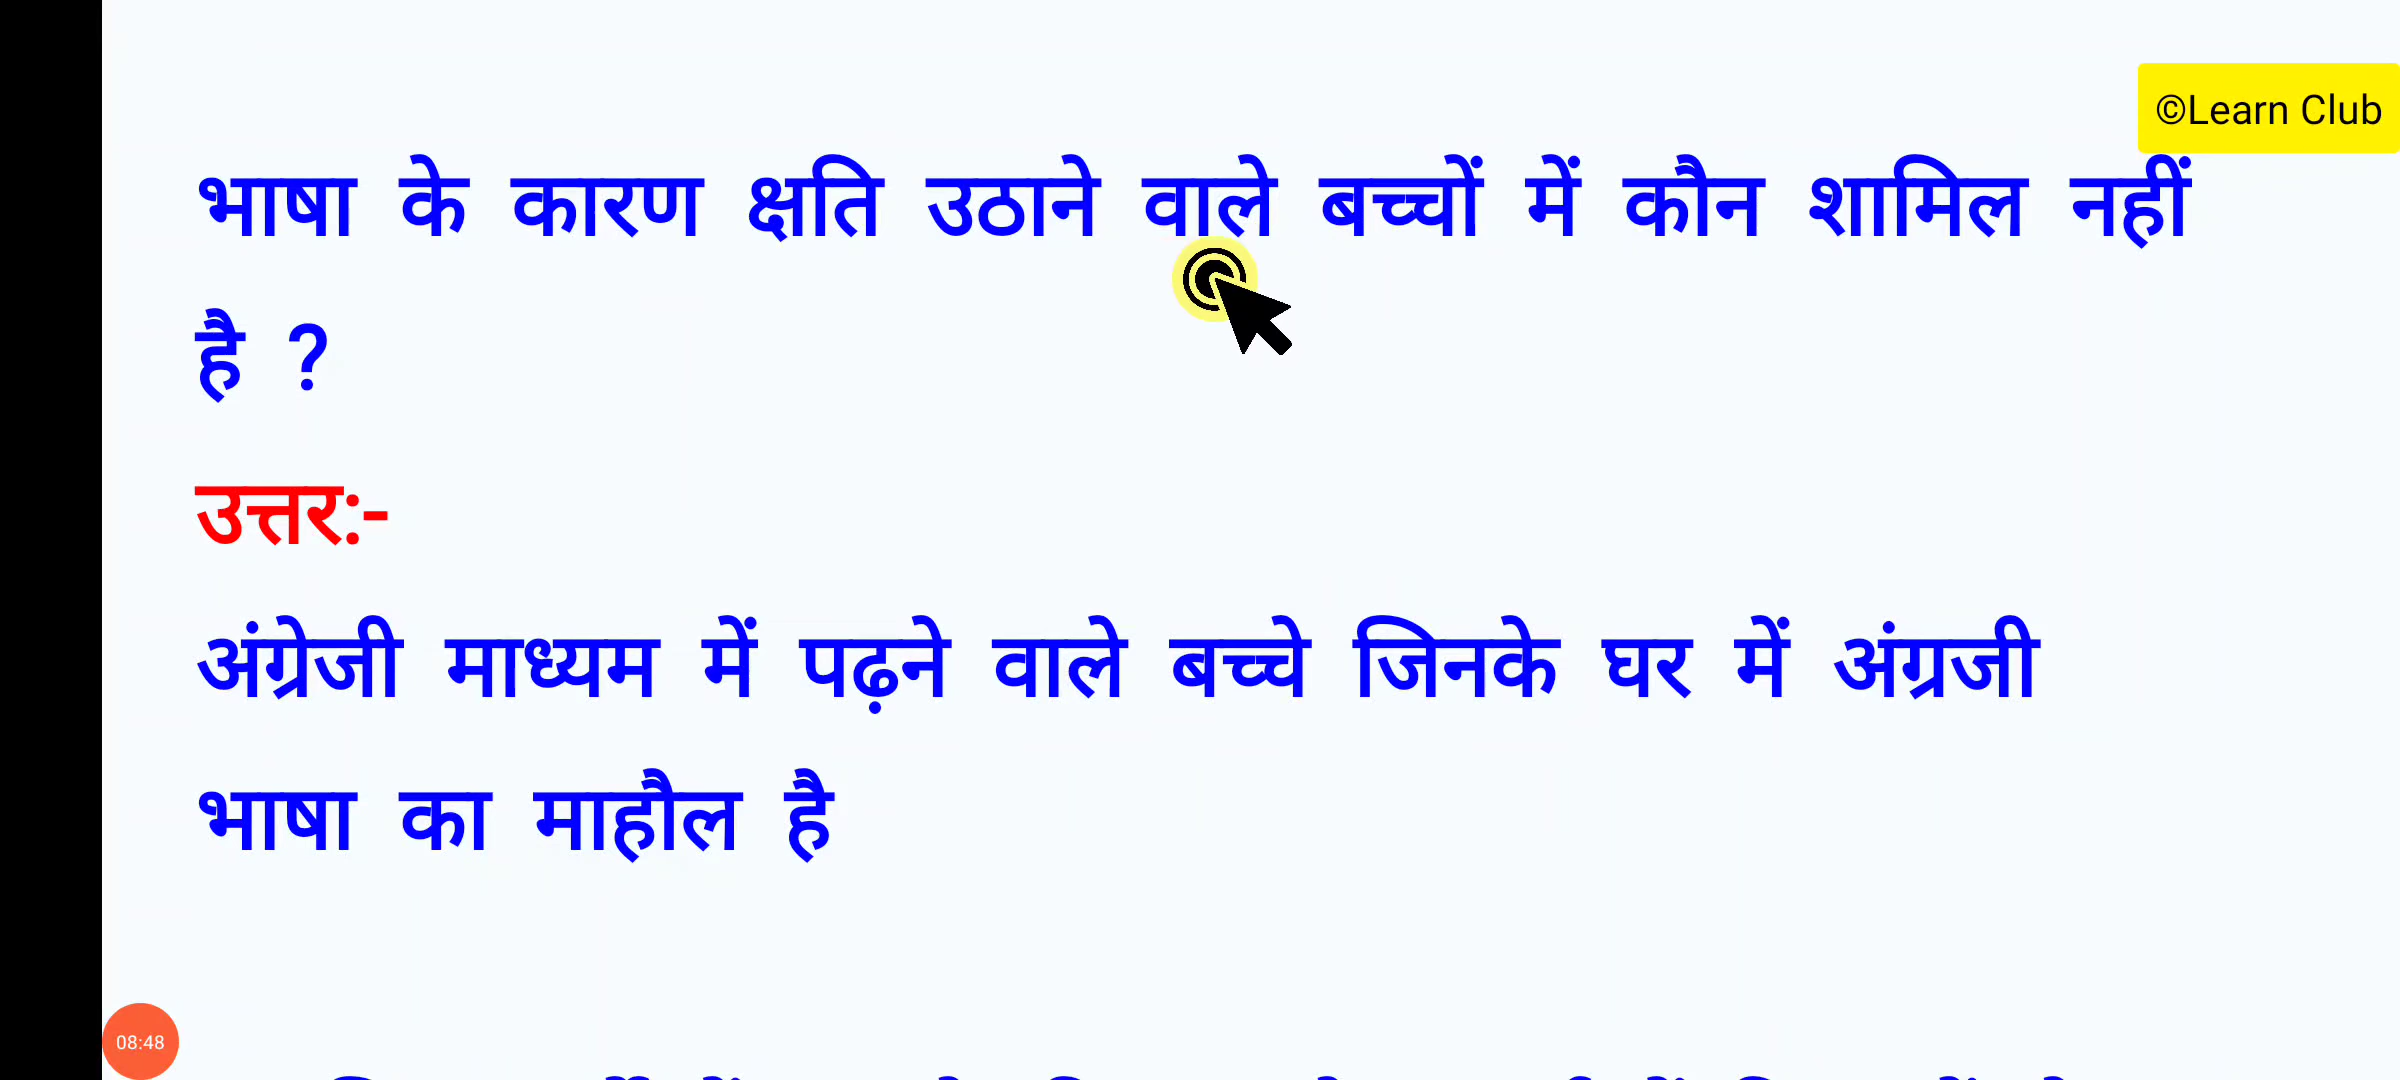 ©Learn Club
भाषा के कारण क्षति उठाने वाले बच्चों में कौन शामिल नहीं
है ?
उत्तर:-
अंग्रेजी माध्यम में पढ़ने वाले बच्चे जिनके घर में अंग्रजी
भाषा का माहौल है
08:48